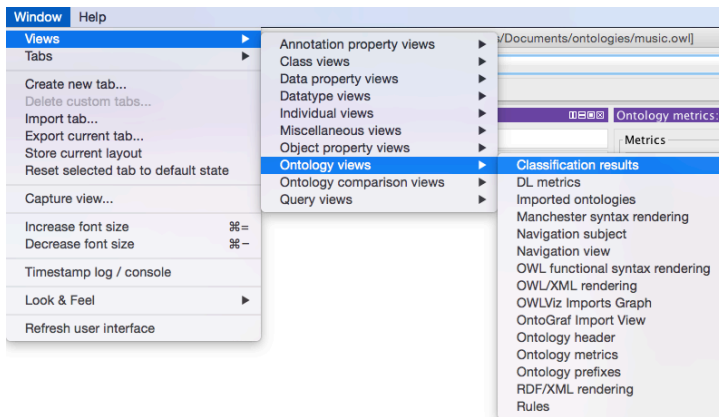 Window Help
Views
Tabs
Create new tab...
Delete custom tabs...
Import tab...
Export current tab...
Store current layout
Reset selected tab to default state
Capture view...
Increase font size ⌘=
Decrease font size ⌘−
Timestamp log / console
Look & Feel
Refresh user interface
Annotation property views
Class views
Data property views
Datatype views
Individual views
Miscellaneous views
Object property views
Ontology views
Ontology comparison views
Query views
/Documents/ontologies/music.owl]
Ontology metrics:
Metrics
Classification results
DL metrics
Imported ontologies
Manchester syntax rendering
Navigation subject
Navigation view
OWL functional syntax rendering
OWL/XML rendering
OWLViz Imports Graph
OntoGraf Import View
Ontology header
Ontology metrics
Ontology prefixes
RDF/XML rendering
Rules